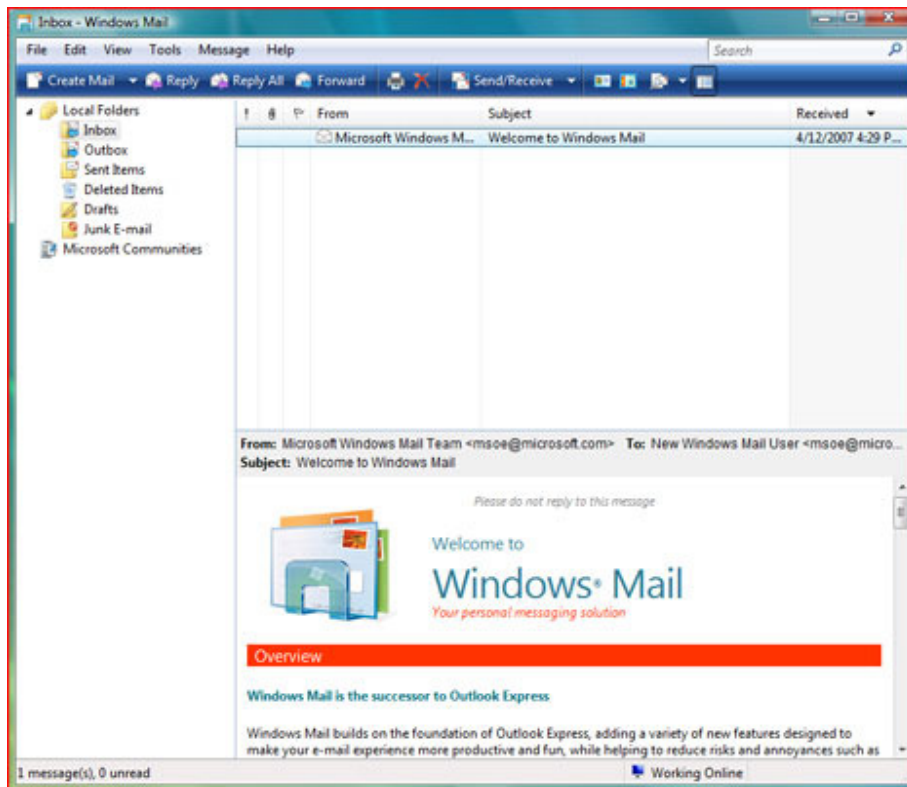 Inbox - Windows Mail
File Edit View Tools Message Help
Search
Create Mail Reply Reply All Forward Send/Receive
Local Folders
Inbox
Outbox
Sent Items
Deleted Items
Drafts
Junk E-mail
Microsoft Communities
! From Subject Received
Microsoft Windows M... Welcome to Windows Mail 4/12/2007 4:29 P...
From: Microsoft Windows Mail Team <msoe@microsoft.com> To: New Windows Mail User <msoe@micro...
Subject: Welcome to Windows Mail
Please do not reply to this message
Welcome to
Windows® Mail
Your personal messaging solution
Overview
Windows Mail is the successor to Outlook Express
Windows Mail builds on the foundation of Outlook Express, adding a variety of new features designed to
make your e-mail experience more productive and fun, while helping to reduce risks and annoyances such as
1 message(s), 0 unread
Working Online